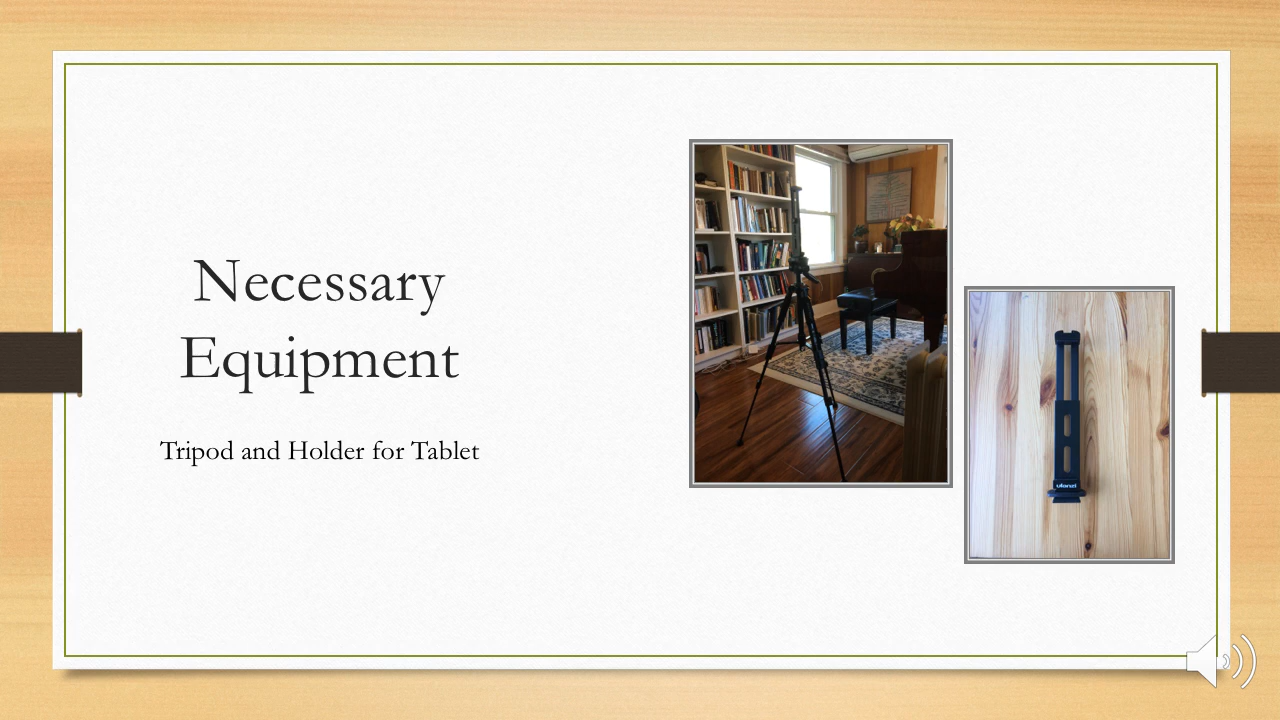 Necessary
Equipment
Tripod and Holder for Tablet
ulanzi